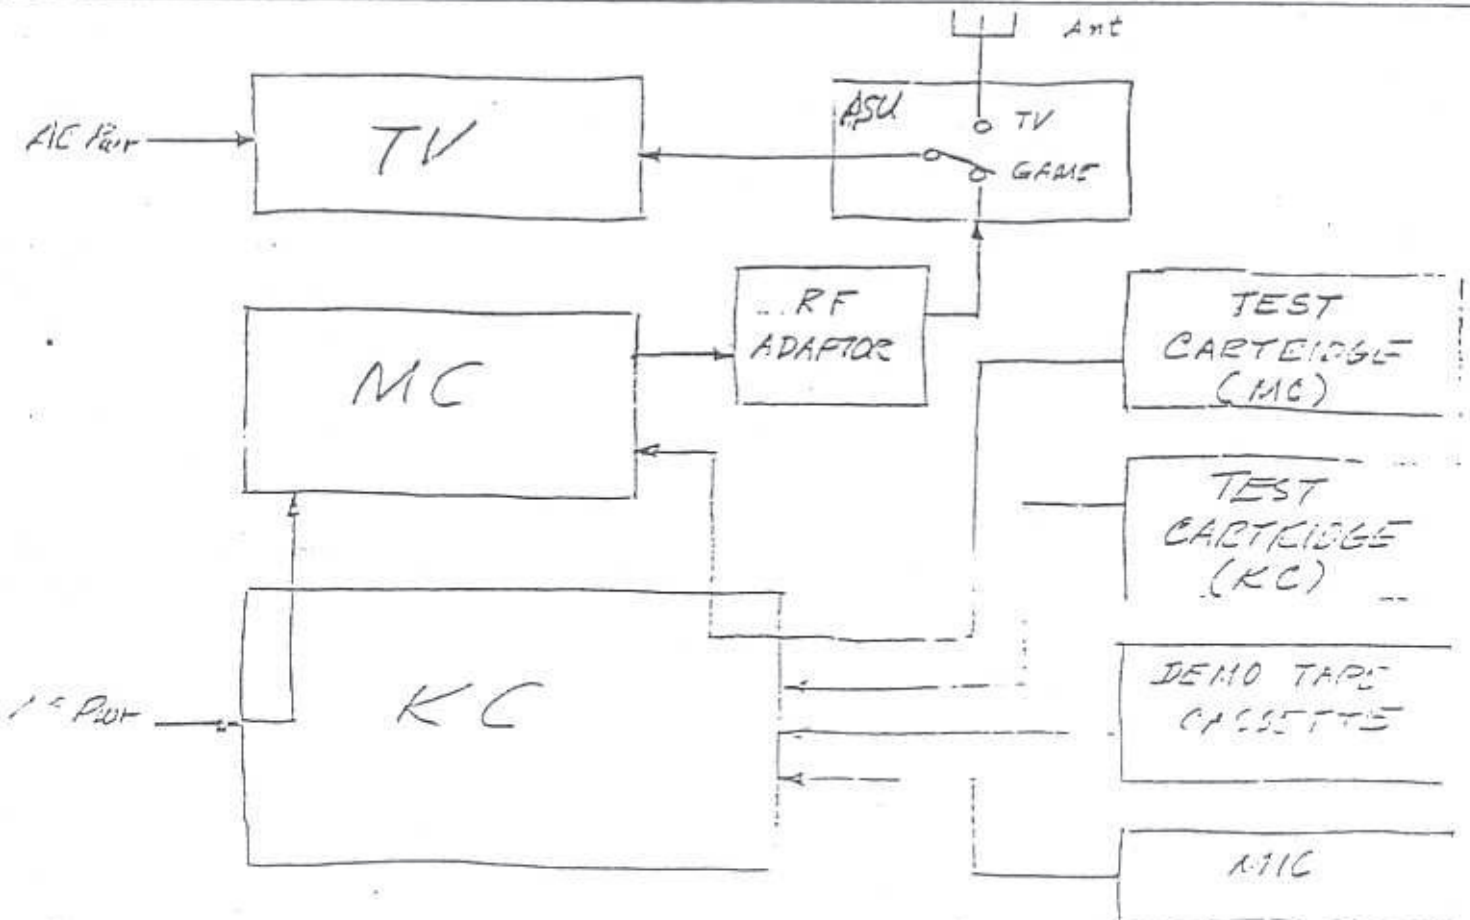 Ant
ASU
TV
AC Pwr
TV
GAME
RF
ADAPTOR
TEST
CARTRIDGE
(MC)
MC
TEST
CARTRIDGE
(KC)
DEMO TAPE
CASSETTE
Pwr
KC
MIC